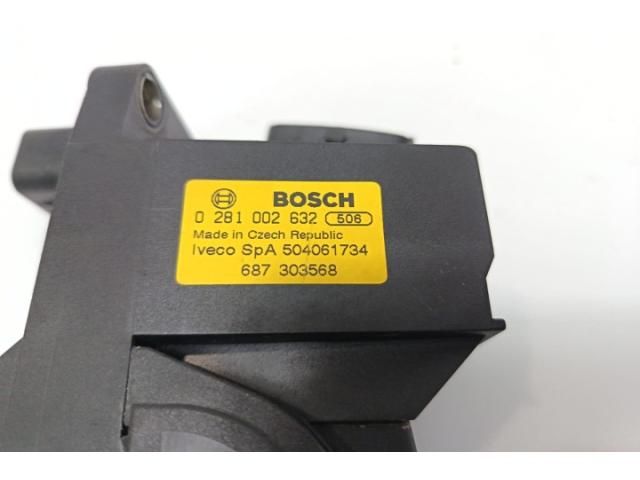 BOSCH
0 281 002 632 506
Made in Czech Republic
Iveco SpA 504061734
687 303568